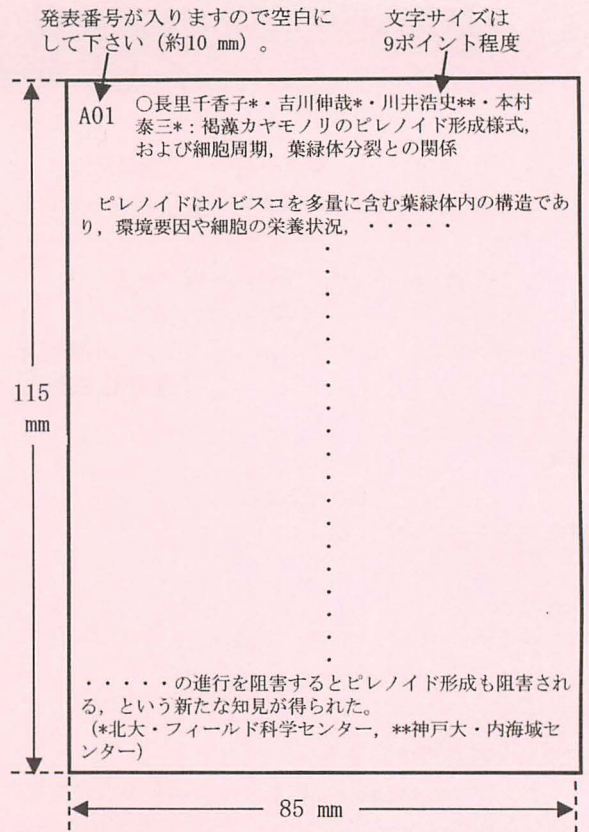 発表番号が入りますので空白に
して下さい（約10 mm）。
文字サイズは
9ポイント程度
A01
○長里千香子*・吉川伸哉*・川井浩史**・本村
泰三*：褐藻カヤモノリのピレノイド形成様式，
および細胞周期，葉緑体分裂との関係
ピレノイドはルビスコを多量に含む葉緑体内の構造であ
り，環境要因や細胞の栄養状況，・・・・・
・・・・・の進行を阻害するとピレノイド形成も阻害され
る，という新たな知見が得られた。
（*北大・フィールド科学センター，**神戸大・内海域セ
ンター）
115
mm
85 mm